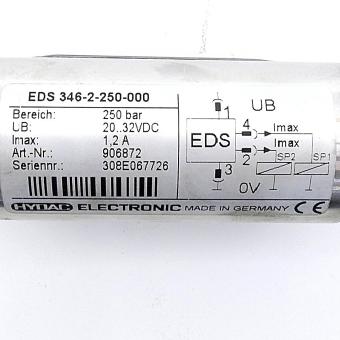 EDS 346-2-250-000
Bereich: 250 bar
UB: 20..32VDC
Imax: 1,2 A
Art.-Nr.: 906872
Seriennr.: 308E067726
1 UB
EDS 4 Imax
Imax
2 SP2 SP1
3
0V
HYDAC ELECTRONIC MADE IN GERMANY CE